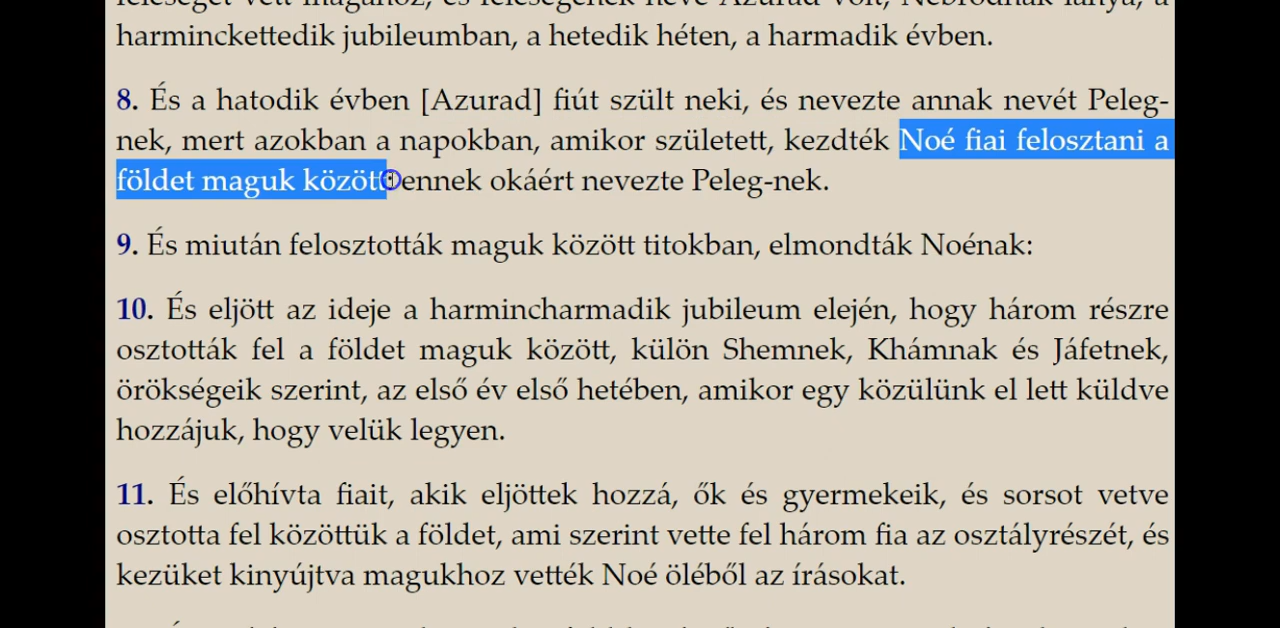 harminckettedik jubileumban, a hetedik héten, a harmadik évben.
8. És a hatodik évben [Azurad] fiút szült neki, és nevezte annak nevét Peleg-
nek, mert azokban a napokban, amikor született, kezdték Noé fiai felosztani a
földet maguk között ennek okáért nevezte Peleg-nek.
9. És miután felosztották maguk között titokban, elmondták Noénak:
10. És eljött az ideje a harmincharmadik jubileum elején, hogy három részre
osztották fel a földet maguk között, külön Shemnek, Khámnak és Jáfetnek,
örökségeik szerint, az első év első hetében, amikor egy közülünk el lett küldve
hozzájuk, hogy velük legyen.
11. És előhívta fiait, akik eljöttek hozzá, ők és gyermekeik, és sorsot vetve
osztotta fel közöttük a földet, ami szerint vette fel három fia az osztályrészét, és
kezüket kinyújtva magukhoz vették Noé öléből az írásokat.